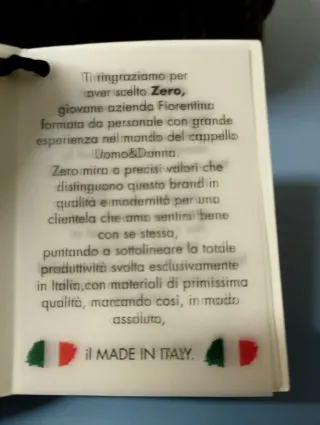 Ti ringraziamo per
aver scelto Zero,
giovane azienda Fiorentina
formata da personale con grande
esperienza nel mondo del cappello
Uomo&Donna.
Zero mira a precisi valori che
distinguono questo brand in
qualità e modernità per una
clientela che ama sentirsi bene
con se stessa,
puntando a sottolineare la totale
produttività svolta esclusivamente
in Italia,con materiali di primissima
qualità, marcando cosi, in modo
assoluto,
il MADE IN ITALY.